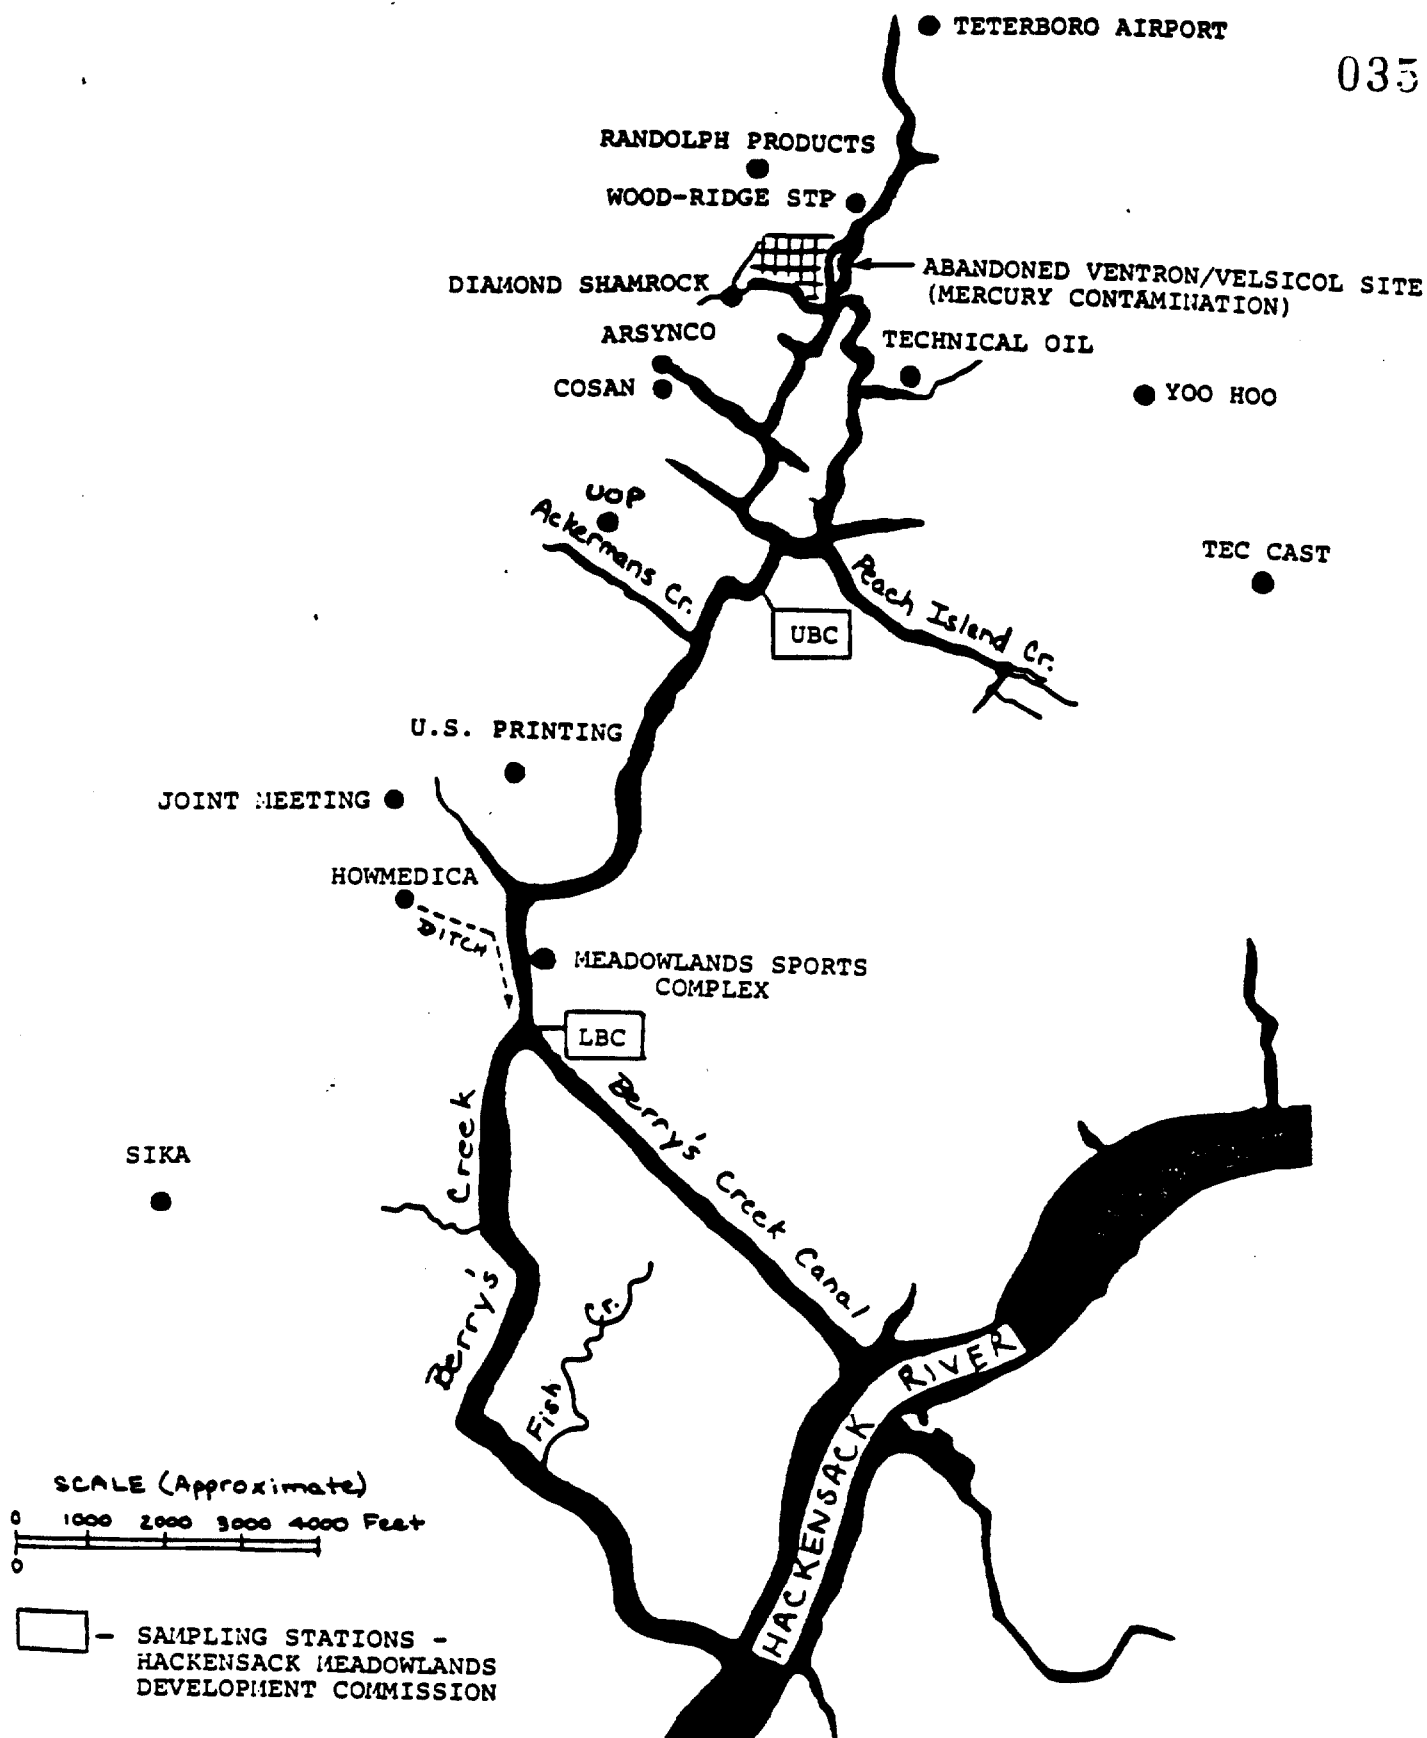 TETERBORO AIRPORT
035
RANDOLPH PRODUCTS
WOOD-RIDGE STP
ABANDONED VENTRON/VELSICOL SITE
(MERCURY CONTAMINATION)
DIAMOND SHAMROCK
ARSYNCO
TECHNICAL OIL
COSAN
YOO HOO
UOP
Ackermans Cr.
TEC CAST
Peach Island Cr.
UBC
U.S. PRINTING
JOINT MEETING
HOWMEDICA
DITCH
MEADOWLANDS SPORTS
COMPLEX
LBC
Berry's Creek Canal
SIKA
Berry's Creek
Fish Cr.
HACKENSACK RIVER
SCALE (Approximate)
0 1000 2000 3000 4000 Feet
0
- SAMPLING STATIONS -
HACKENSACK MEADOWLANDS
DEVELOPMENT COMMISSION